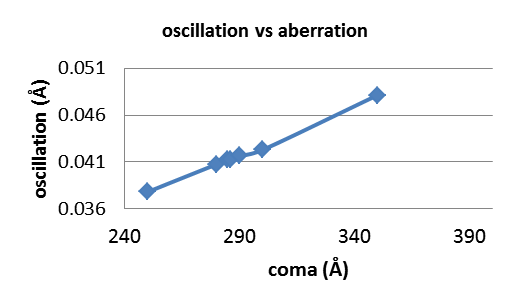 oscillation vs aberration
0.051
0.046
0.041
0.036
oscillation (Å)
240 290 340 390
coma (Å)